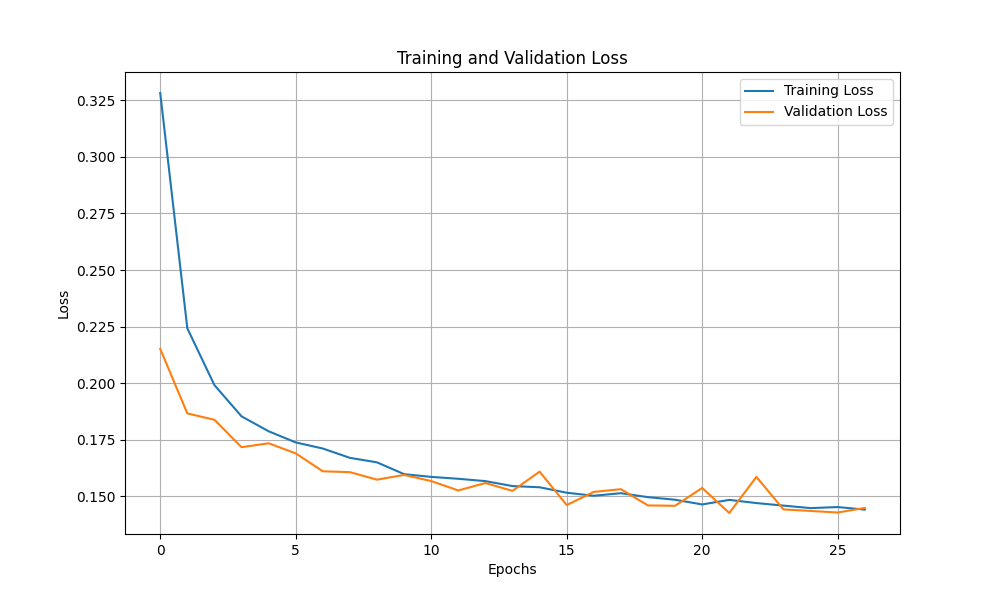 Training and Validation Loss
Training Loss
Validation Loss
0.325
0.300
0.275
0.250
0.225
0.200
0.175
0.150
Loss
0 5 10 15 20 25
Epochs